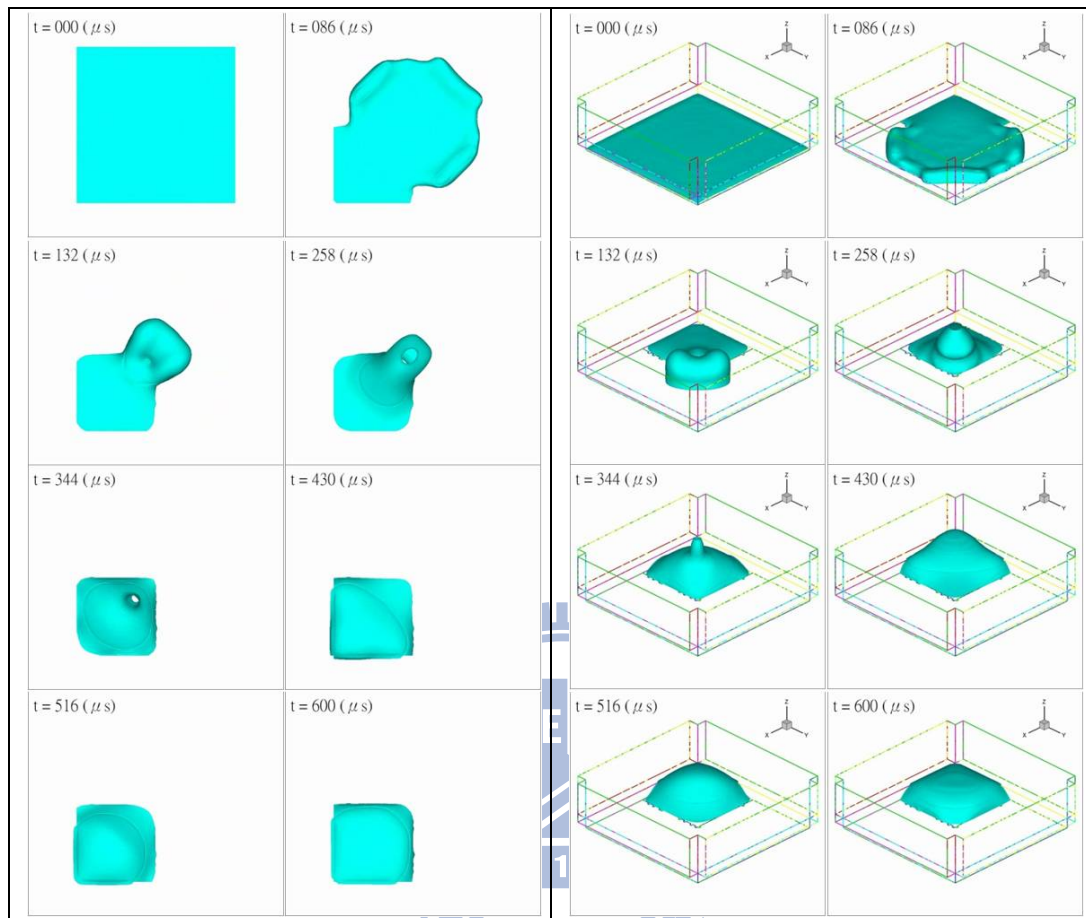 t = 000 ( μ s)
t = 086 ( μ s)
t = 132 ( μ s)
t = 258 ( μ s)
t = 344 ( μ s)
t = 430 ( μ s)
t = 516 ( μ s)
t = 600 ( μ s)
t = 000 ( μ s)
Z
X
Y
t = 086 ( μ s)
Z
X
Y
t = 132 ( μ s)
Z
X
Y
t = 258 ( μ s)
Z
X
Y
t = 344 ( μ s)
Z
X
Y
t = 430 ( μ s)
Z
X
Y
t = 516 ( μ s)
Z
X
Y
t = 600 ( μ s)
Z
X
Y